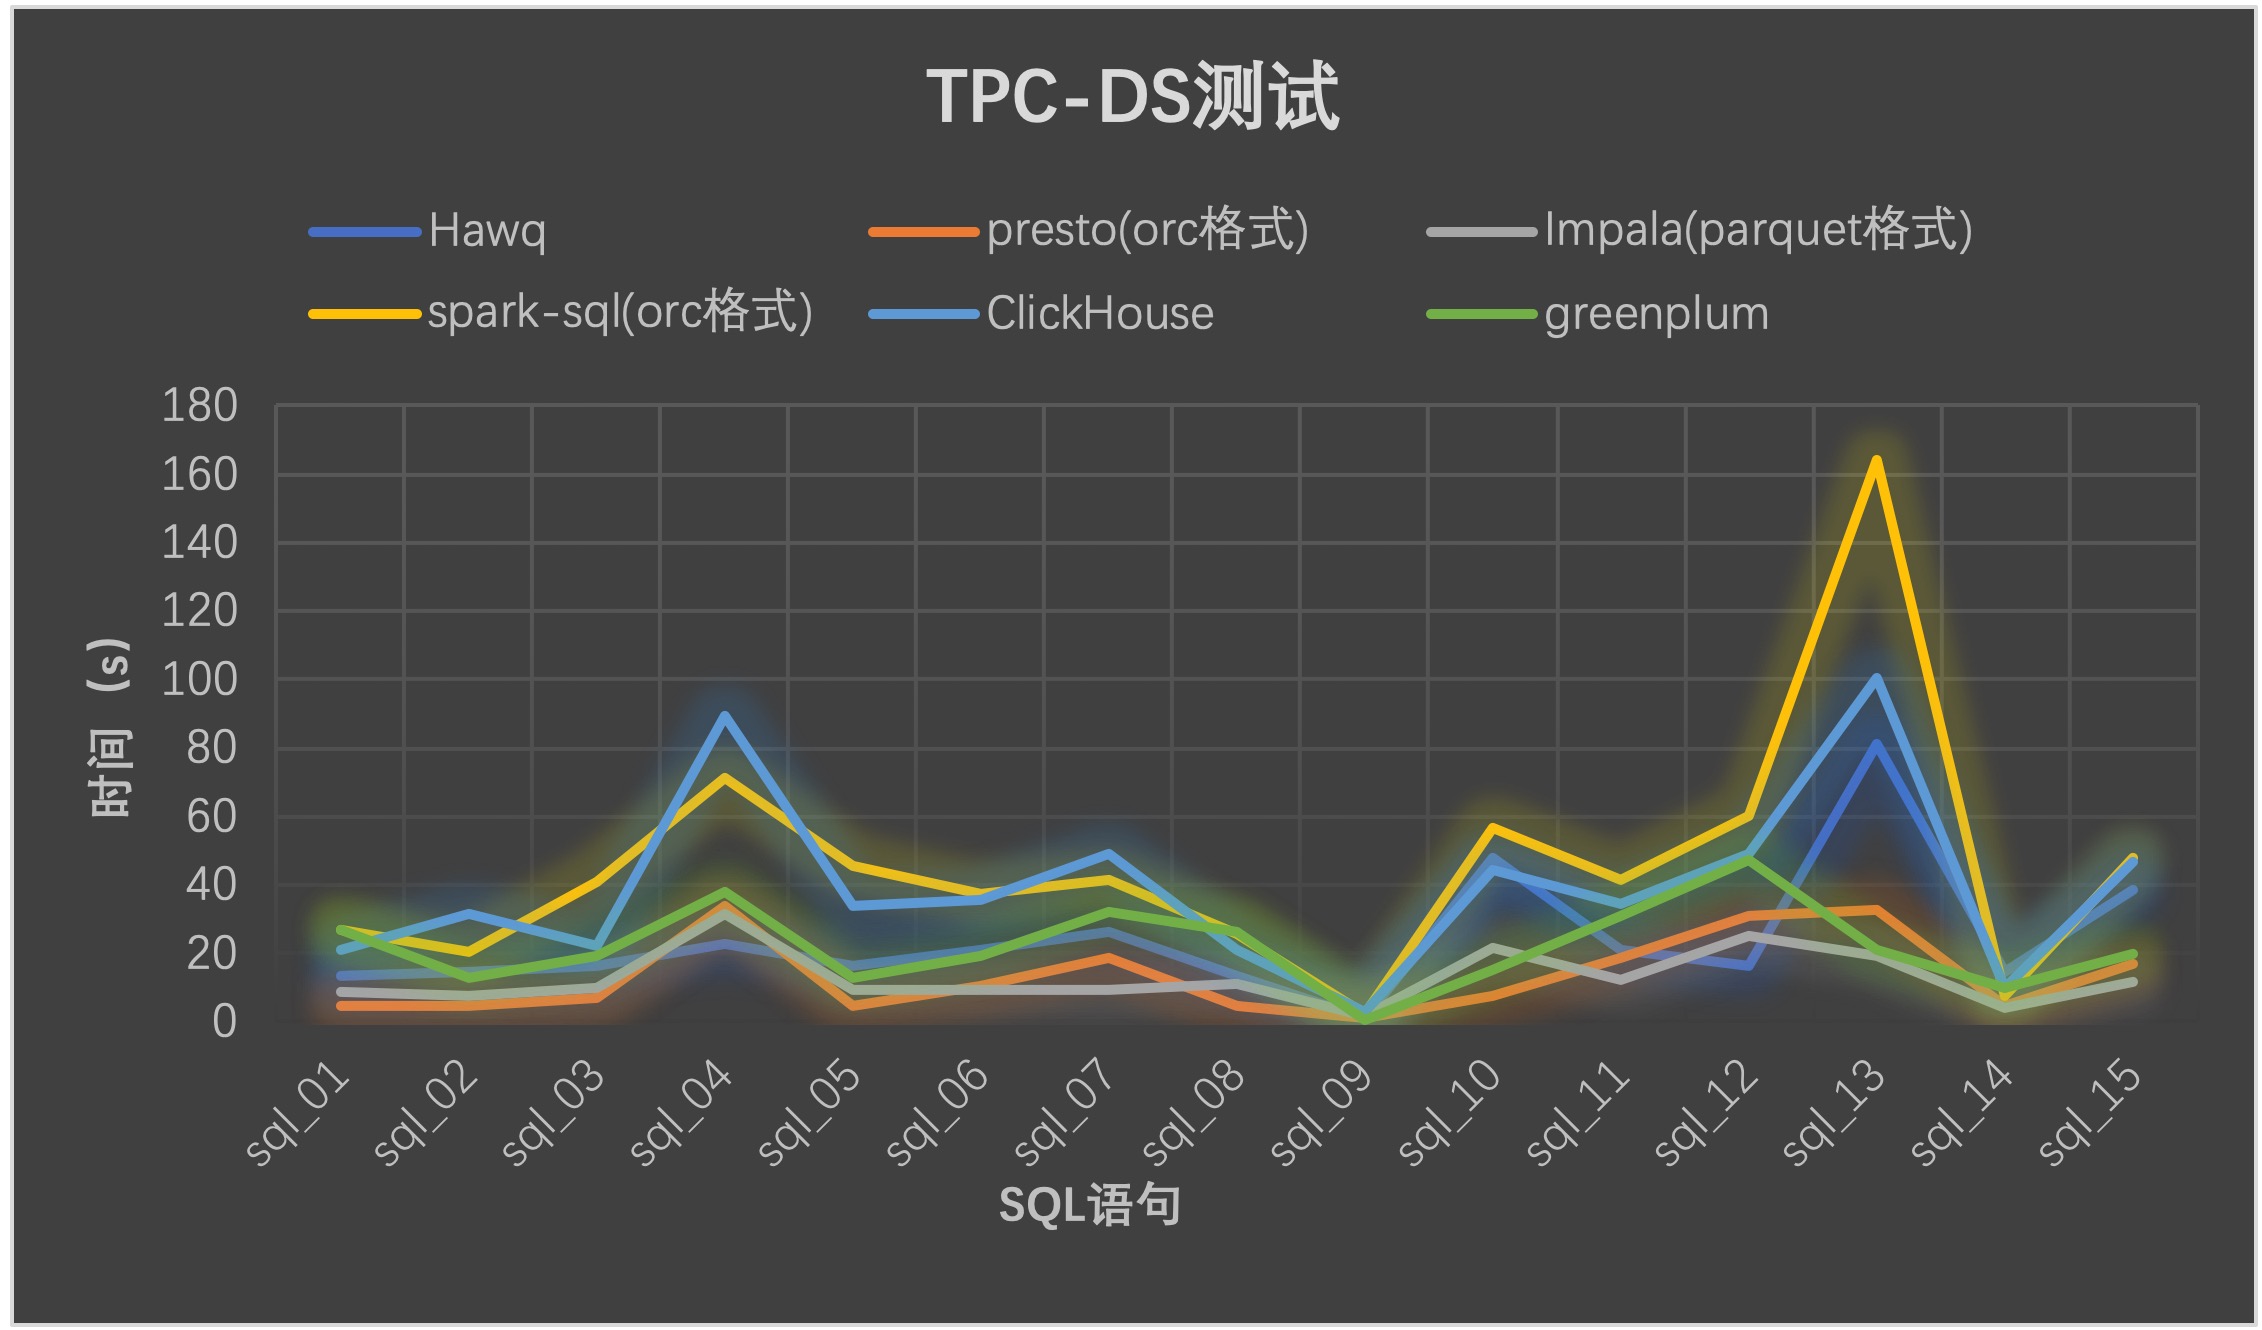 TPC-DS测试
Hawq
presto(orc格式)
Impala(parquet格式)
spark-sql(orc格式)
ClickHouse
greenplum
180
160
140
120
100
80
60
40
20
0
时间 (s)
sql_01
sql_02
sql_03
sql_04
sql_05
sql_06
sql_07
sql_08
sql_09
sql_10
sql_11
sql_12
sql_13
sql_14
sql_15
SQL语句